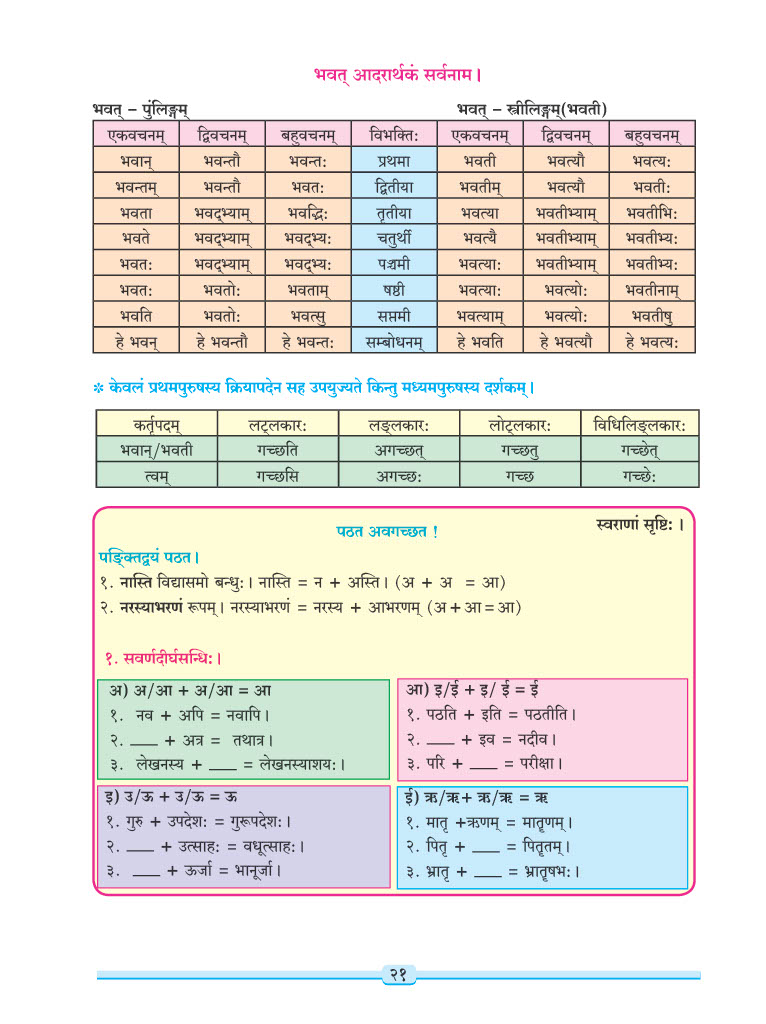 भवत् आदरार्थकं सर्वनाम।
भवत् – पुंलिङ्गम् भवत् – स्त्रीलिङ्गम्(भवती)
एकवचनम् द्विवचनम् बहुवचनम् विभक्ति: एकवचनम् द्विवचनम् बहुवचनम्
भवान् भवन्तौ भवन्त: प्रथमा भवती भवत्यौ भवत्य:
भवन्तम् भवन्तौ भवत: द्वितीया भवतीम् भवत्यौ भवती:
भवता भवद्भ्याम् भवद्भि: तृतीया भवत्या भवतीभ्याम् भवतीभि:
भवते भवद्भ्याम् भवद्भ्य: चतुर्थी भवत्यै भवतीभ्याम् भवतीभ्य:
भवत: भवद्भ्याम् भवद्भ्य: पञ्चमी भवत्या: भवतीभ्याम् भवतीभ्य:
भवत: भवतो: भवताम् षष्ठी भवत्या: भवत्यो: भवतीनाम्
भवति भवतो: भवत्सु सप्तमी भवत्याम् भवत्यो: भवतीषु
हे भवन् हे भवन्तौ हे भवन्त: सम्बोधनम् हे भवति हे भवत्यौ हे भवत्य:
* केवलं प्रथमपुरुषस्य क्रियापदेन सह उपयुज्यते किन्तु मध्यमपुरुषस्य दर्शकम्।
कर्तृपदम् लट्लकार: लङ्लकार: लोट्लकार: विधिलिङ्लकार:
भवान्/भवती गच्छति अगच्छत् गच्छतु गच्छेत्
त्वम् गच्छसि अगच्छ: गच्छ गच्छे:
स्वराणां सृष्टि: ।
पठत अवगच्छत !
पङ्क्तिद्वयं पठत।
१. नास्ति विद्यासमो बन्धु:। नास्ति = न + अस्ति। (अ + अ = आ)
२. नरस्याभरणं रूपम्। नरस्याभरणं = नरस्य + आभरणम् (अ+आ=आ)
१. सवर्णदीर्घसन्धि:।
अ) अ/आ + अ/आ = आ
१. नव + अपि = नवापि।
२. ___ + अत्र = तथात्र।
३. लेखनस्य + ___ = लेखनस्याशय:।
आ) इ/ई + इ/ ई = ई
१. पठति + इति = पठतीति।
२. ___ + इव = नदीव।
३. परि + ___ = परीक्षा।
इ) उ/ऊ + उ/ऊ = ऊ
१. गुरु + उपदेश: = गुरूपदेश:।
२. ___ + उत्साह: = वधूत्साह:।
३. ___ + ऊर्जा = भानूर्जा।
ई) ऋ/ॠ+ ऋ/ॠ = ॠ
१. मातृ +ऋणम् = मातॄणम्।
२. पितृ + ___ = पितॄतम्।
३. भ्रातृ + ___ = भ्रातॄषभ:।
२१